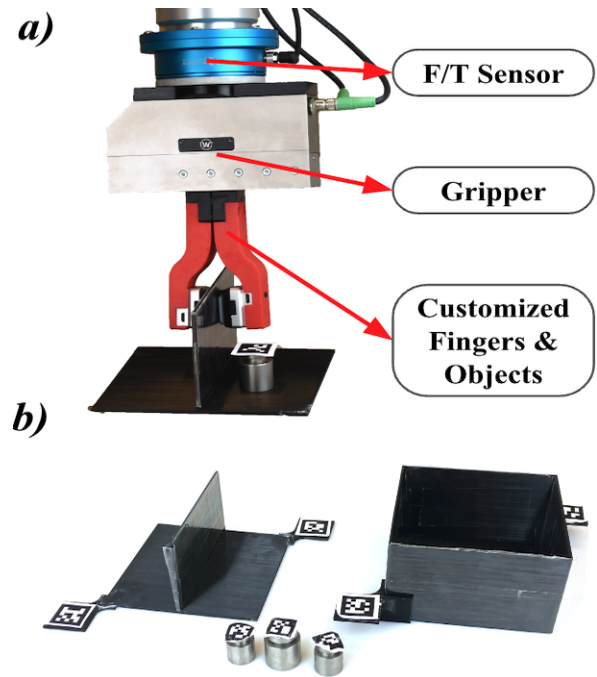 a)
F/T Sensor
W
Gripper
Customized
Fingers &
Objects
b)